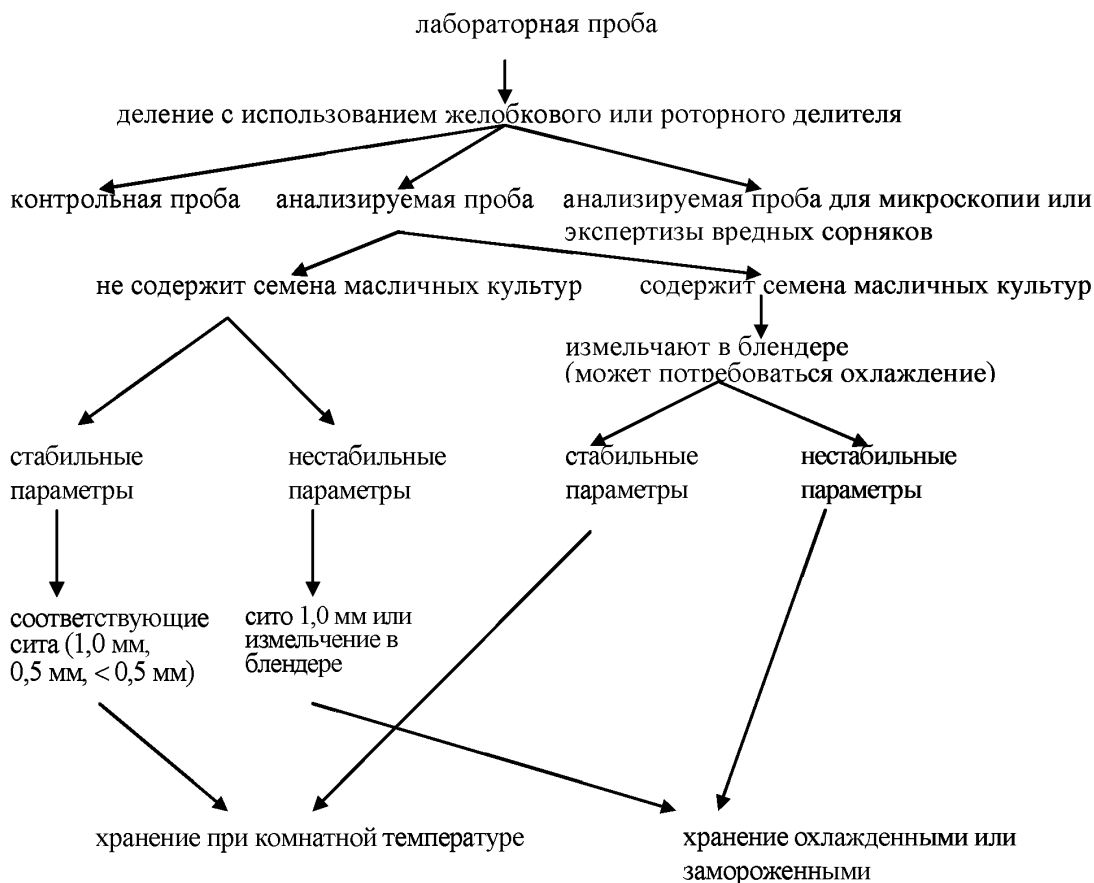 лабораторная проба
деление с использованием желобкового или роторного делителя
контрольная проба
анализируемая проба
анализируемая проба для микроскопии или
экспертизы вредных сорняков
не содержит семена масличных культур
содержит семена масличных культур
измельчают в блендере
(может потребоваться охлаждение)
стабильные
параметры
нестабильные
параметры
стабильные
параметры
нестабильные
параметры
соответствующие
сита (1,0 мм,
0,5 мм, < 0,5 мм)
сито 1,0 мм или
измельчение в
блендере
хранение при комнатной температуре
хранение охлажденными или
замороженными